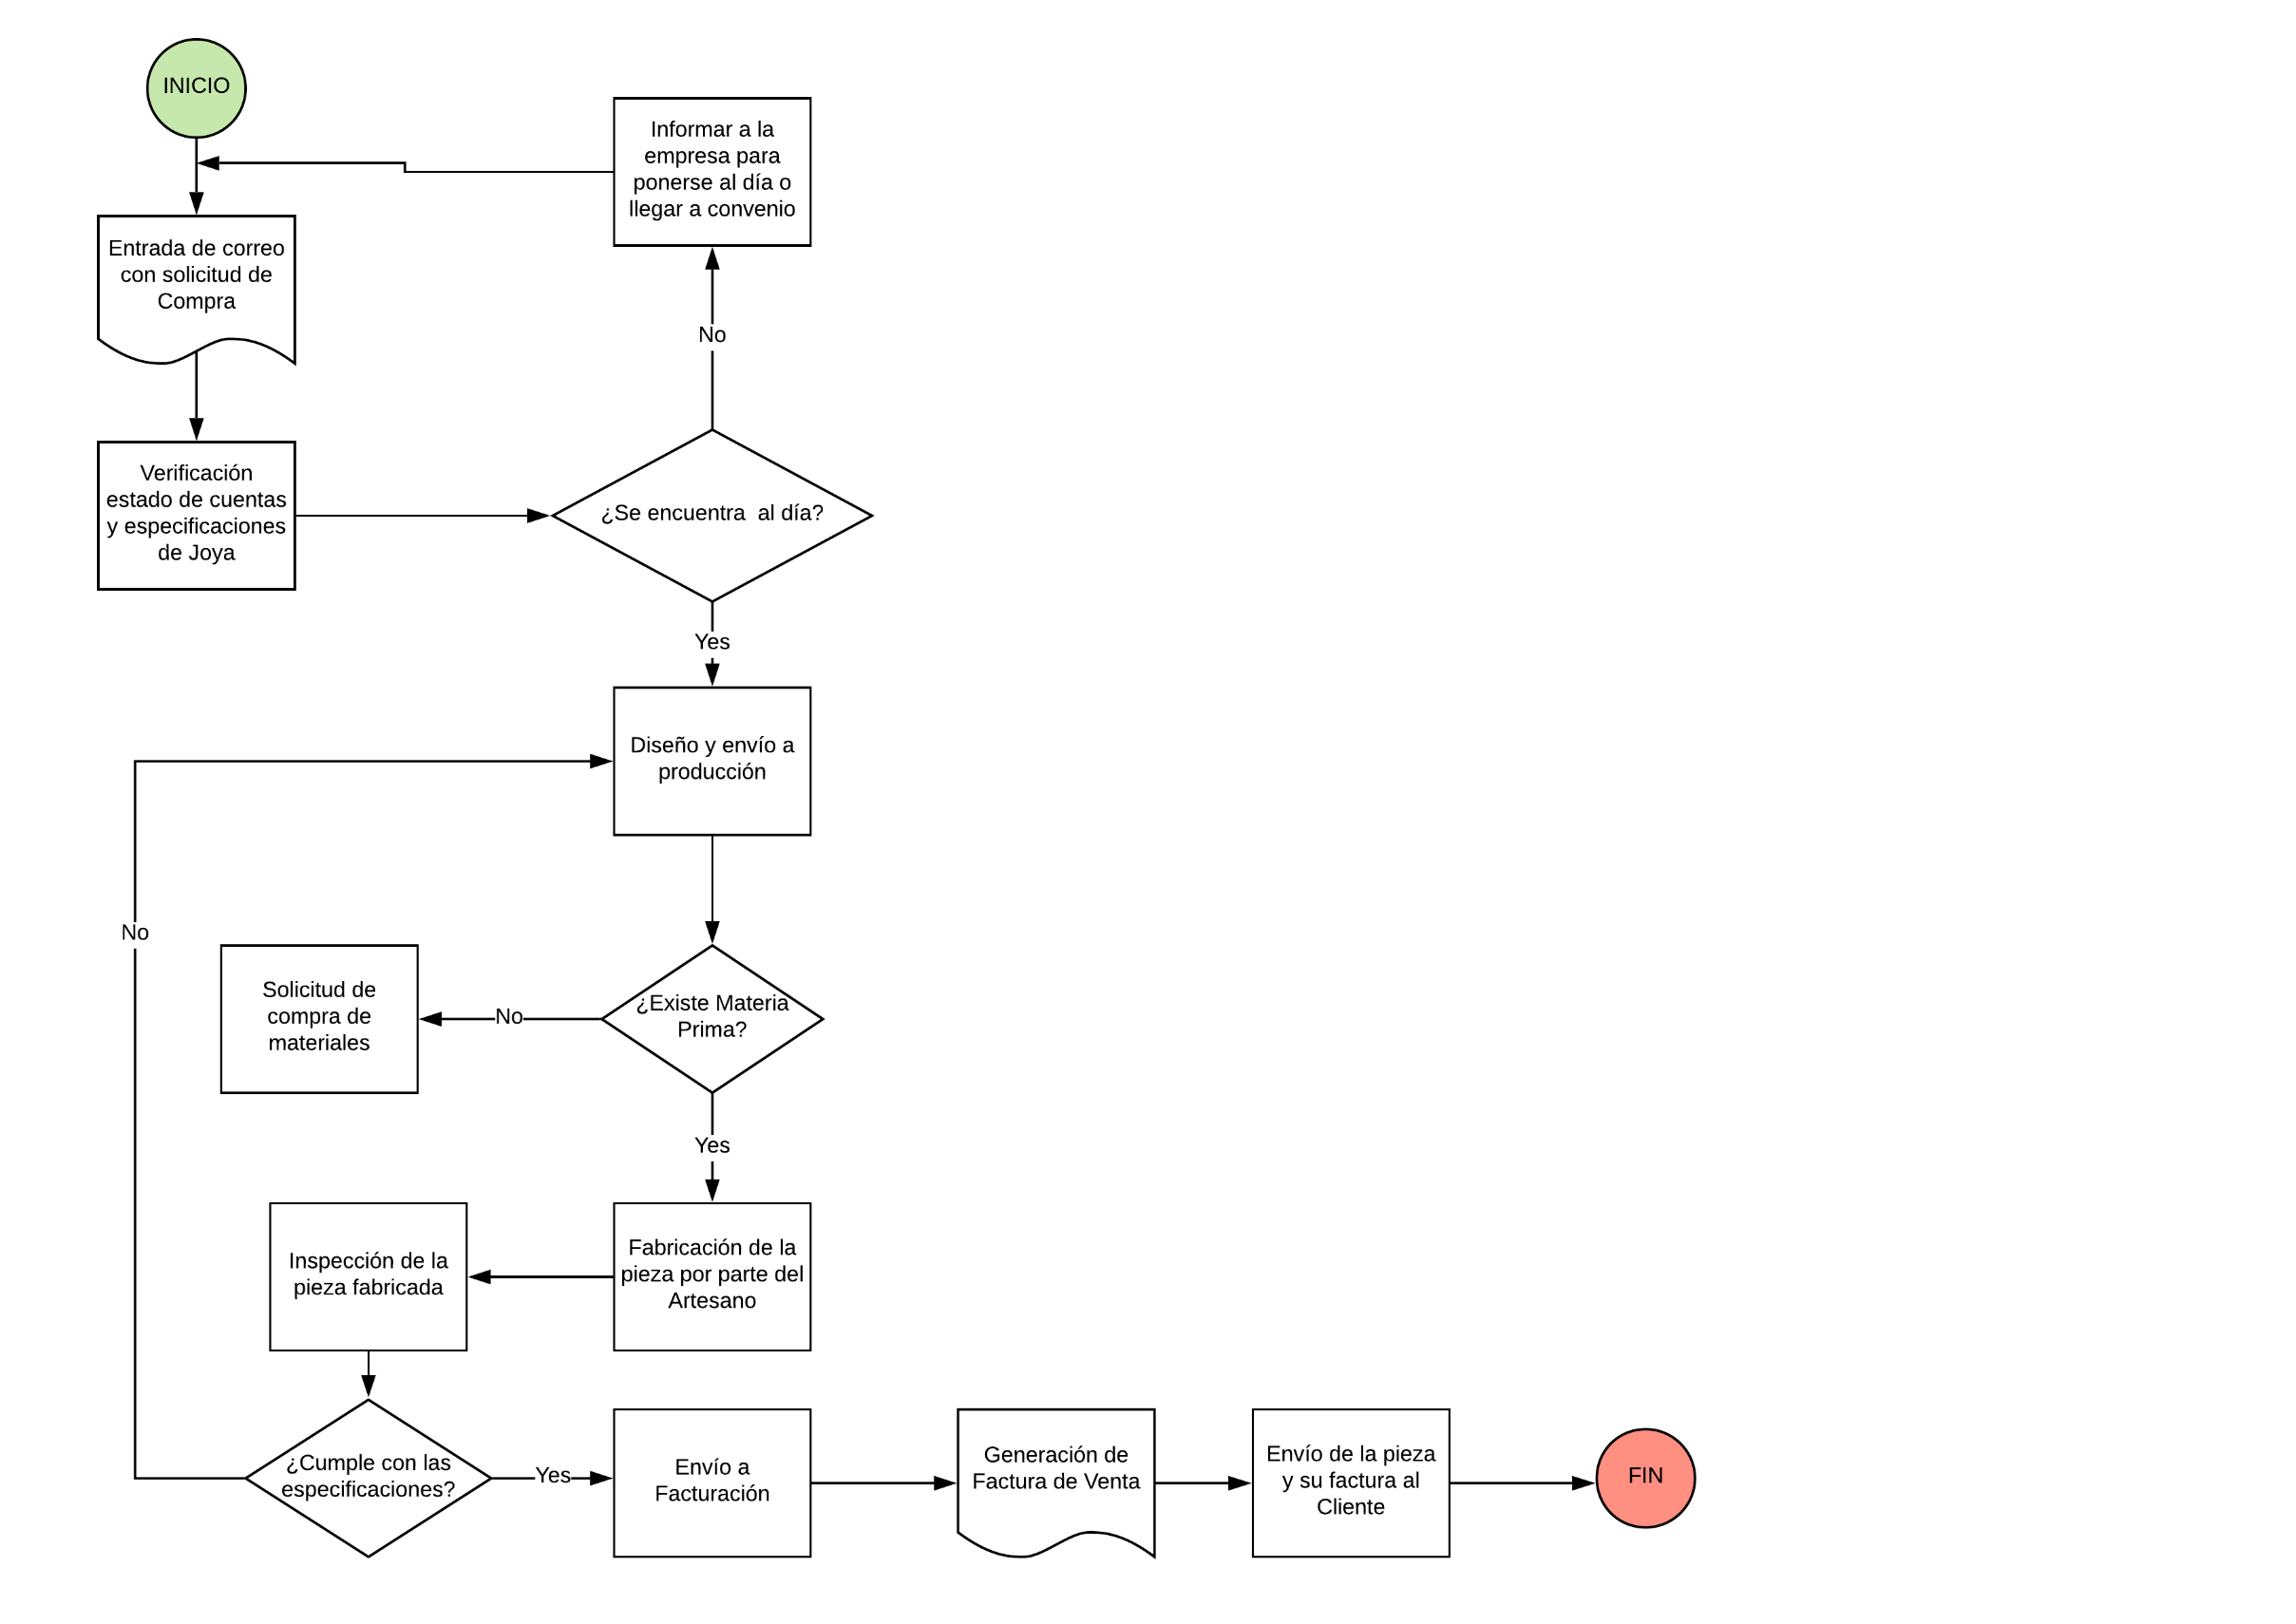 INICIO
Informar a la
empresa para
ponerse al día o
llegar a convenio
Entrada de correo
con solicitud de
Compra
No
Verificación
estado de cuentas
y especificaciones
de Joya
¿Se encuentra  al día?
Yes
Diseño y envío a
producción
No
Solicitud de
compra de
materiales
No
¿Existe Materia
Prima?
Yes
Inspección de la
pieza fabricada
Fabricación de la
pieza por parte del
Artesano
¿Cumple con las
especificaciones?
Yes
Envío a
Facturación
Generación de
Factura de Venta
Envío de la pieza
y su factura al
Cliente
FIN